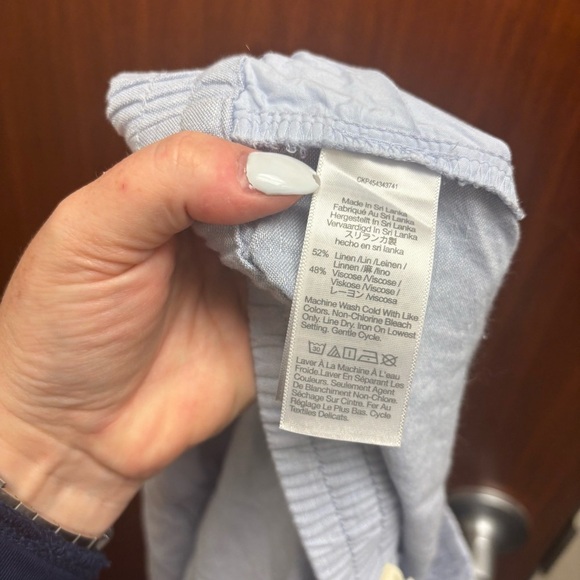 CKP454343741
Made In Sri Lanka
Fabriqué Au Sri Lanka
Hergestellt In Sri Lanka
Vervaardigd In Sri Lanka
スリランカ製
hecho en sri lanka
52% Linen /Lin /Leinen /
Linnen /麻 /lino
48% Viscose /Viscose /
Viskose /Viscose /
レーヨン /viscosa
Machine Wash Cold With Like
Colors. Non-Chlorine Bleach
Only. Line Dry. Iron On Lowest
Setting. Gentle Cycle.
30
Laver À La Machine À L'eau
Froide.Laver En Séparant Les
Couleurs. Seulement Agent
De Blanchiment Non-Chlore.
Séchage Sur Cintre. Fer Au
Réglage Le Plus Bas. Cycle
Textiles Delicats.